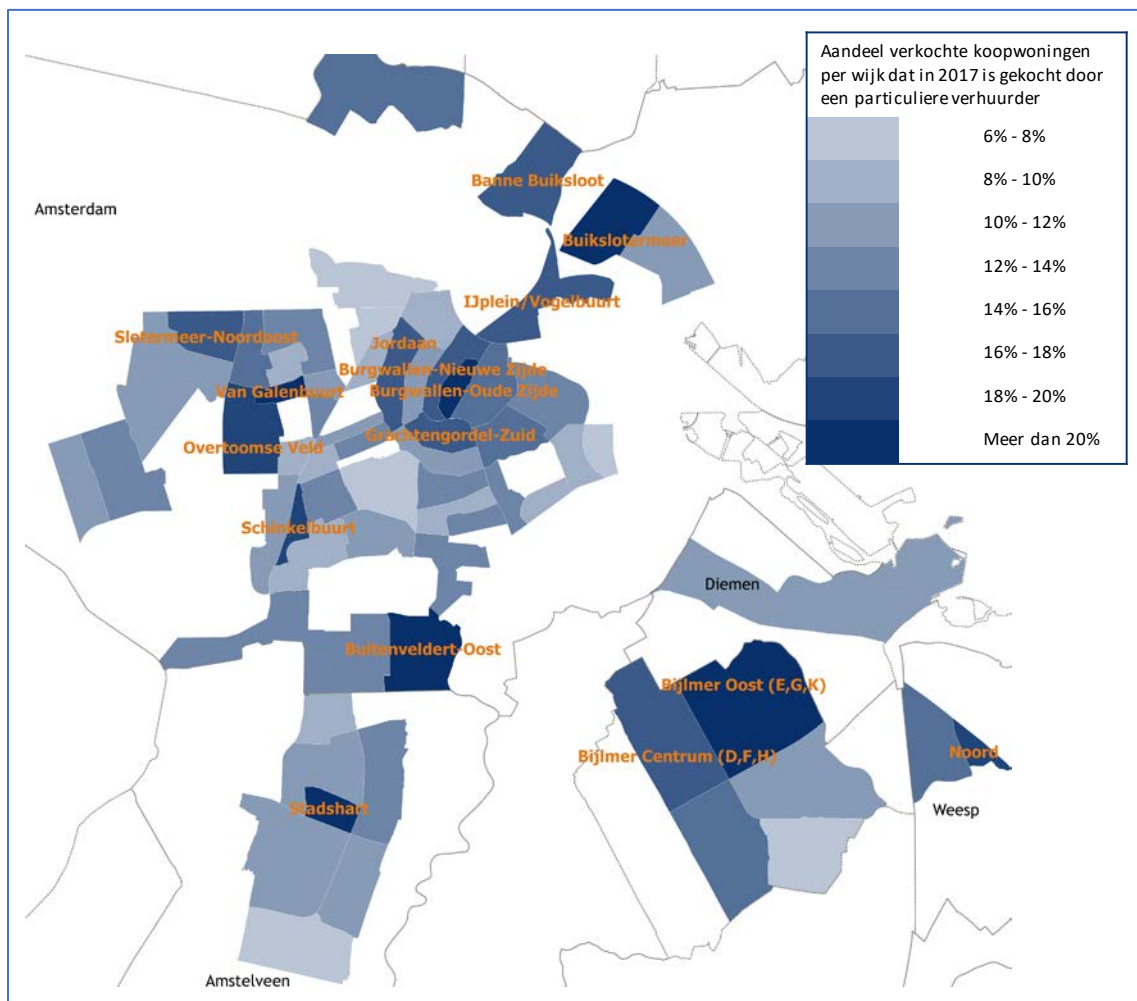 Aandeel verkochte koopwoningen
per wijk dat in 2017 is gekocht door
een particuliere verhuurder
6% - 8%
8% - 10%
10% - 12%
12% - 14%
14% - 16%
16% - 18%
18% - 20%
Meer dan 20%
Banne Buiksloot
Amsterdam
Buikslotermeer
IJplein/Vogelbuurt
Slotermeer-Noordoost
Jordaan
Burgwallen-Nieuwe Zijde
Van Galenbuurt
Burgwallen-Oude Zijde
Grachtengordel-Zuid
Overtoomse Veld
Schinkelbuurt
Diemen
Buitenveldert-Oost
Bijlmer Oost (E,G,K)
Noord
Bijlmer Centrum (D,F,H)
Stadshart
Weesp
Amstelveen